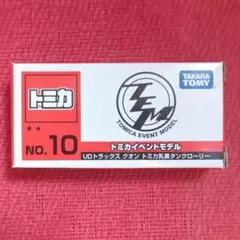 トミカ
TAKARA
TOMY
TEM
TOMICA EVENT MODEL
★★
NO. 10
トミカイベントモデル
UDトラックス クオン トミカ乳業タンクローリー